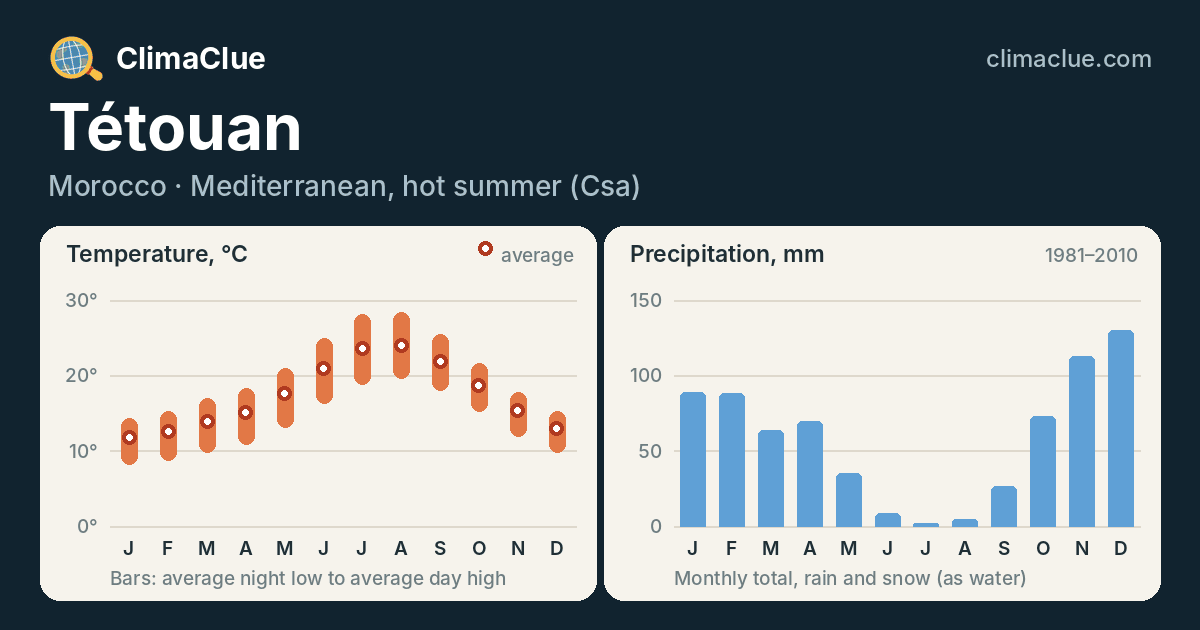 ClimaClue
climaclue.com
Tétouan
Morocco · Mediterranean, hot summer (Csa)
Temperature, °C
average
30°
20°
10°
0°
J F M A M J J A S O N D
Bars: average night low to average day high
Precipitation, mm
1981–2010
150
100
50
0
J F M A M J J A S O N D
Monthly total, rain and snow (as water)